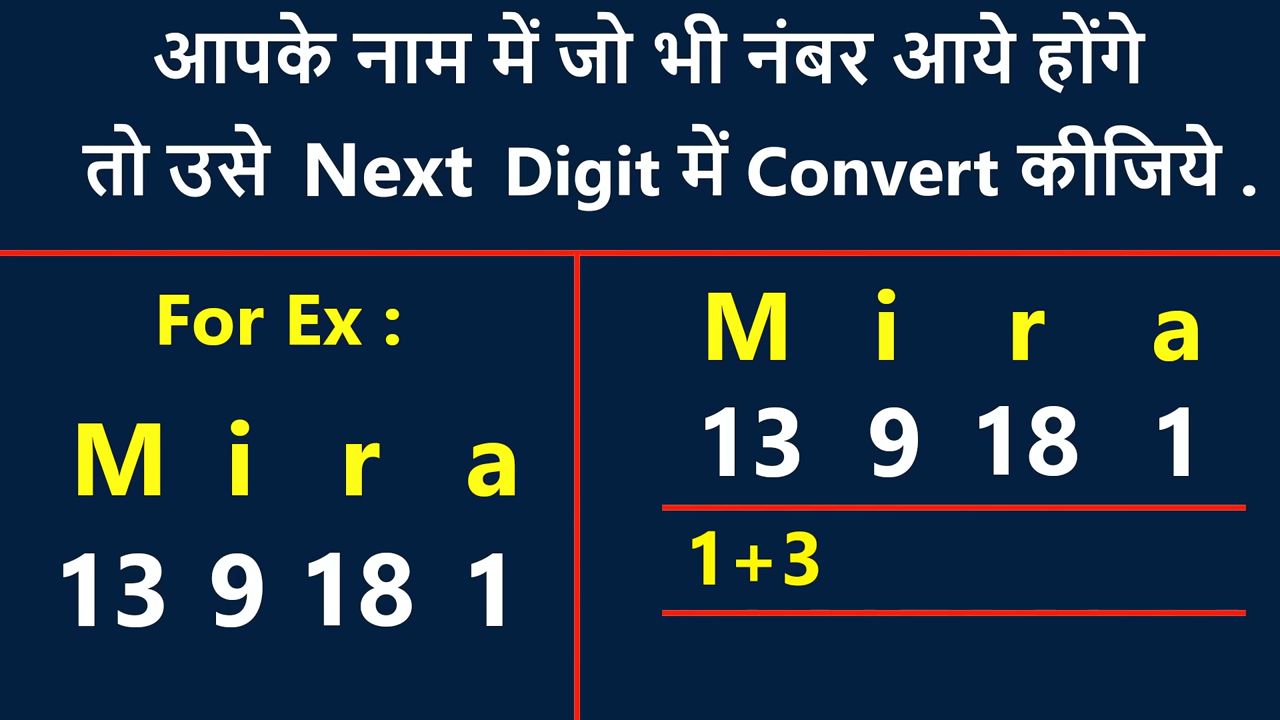 आपके नाम में जो भी नंबर आये होंगे
तो उसे Next Digit में Convert कीजिये .
For Ex :
M i r a
13 9 18 1
M i r a
13 9 18 1
1+3